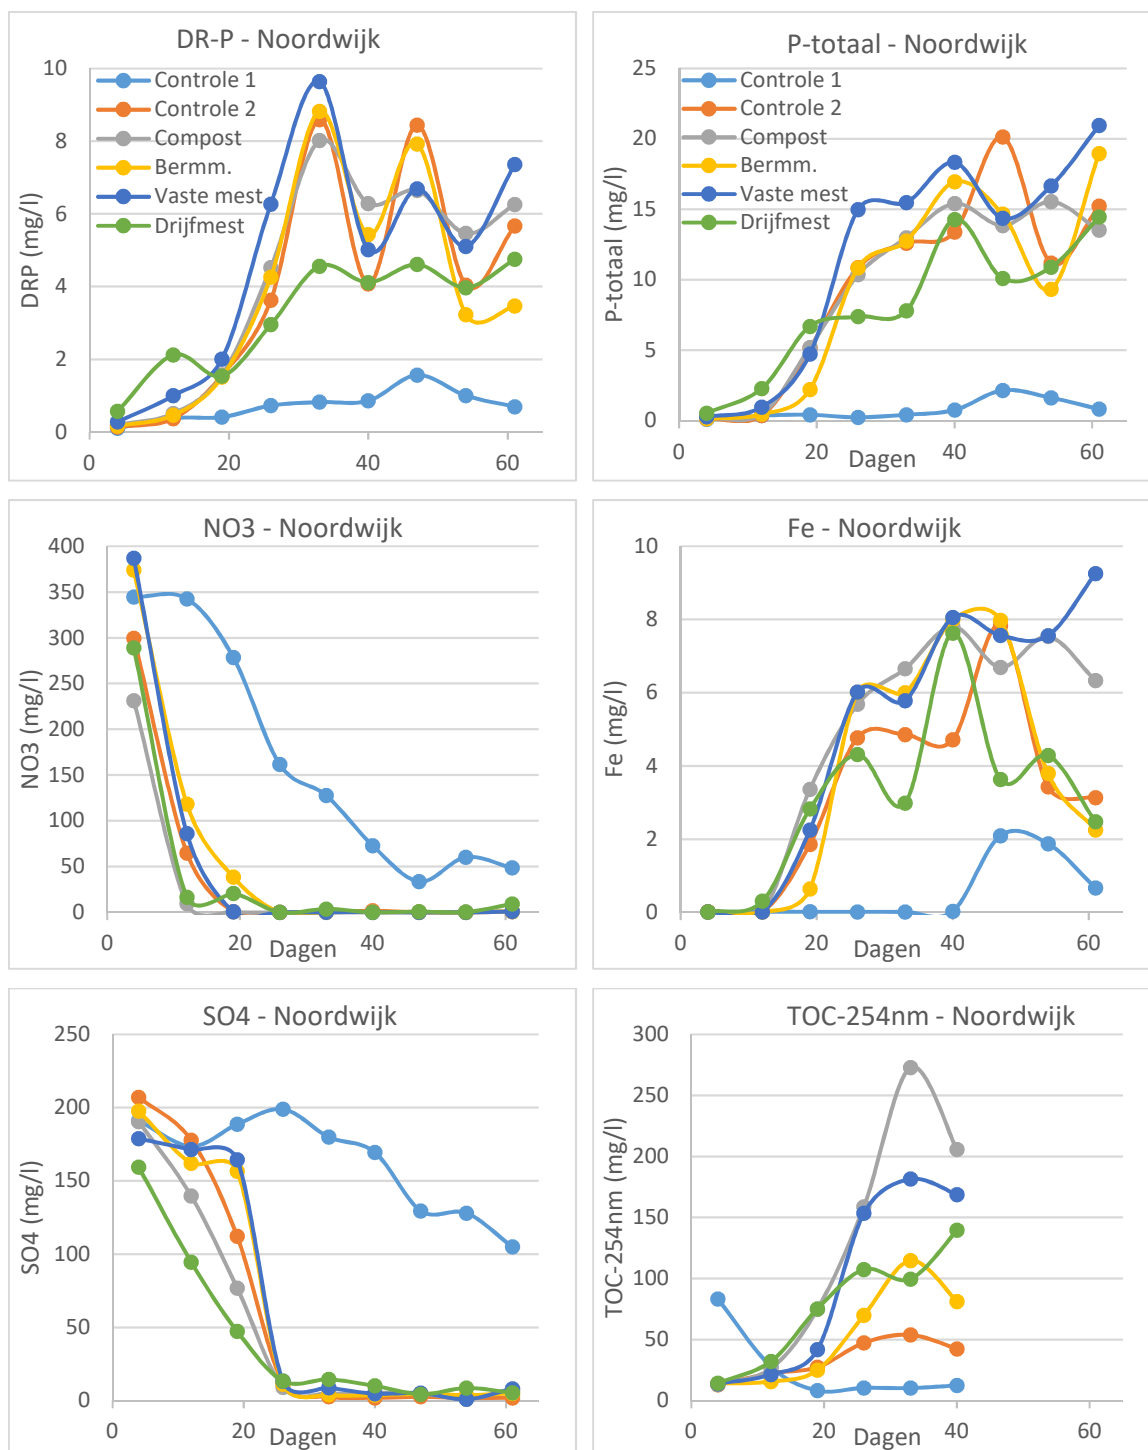 DR-P - Noordwijk
DRP (mg/l)
10
8
6
4
2
0
0 20 40 60
Controle 1
Controle 2
Compost
Bermm.
Vaste mest
Drijfmest
P-totaal - Noordwijk
P-totaal (mg/l)
25
20
15
10
5
0
0 20 40 60
Dagen
Controle 1
Controle 2
Compost
Bermm.
Vaste mest
Drijfmest
NO3 - Noordwijk
NO3 (mg/l)
400
350
300
250
200
150
100
50
0
0 20 40 60
Dagen
Fe - Noordwijk
Fe (mg/l)
10
8
6
4
2
0
0 20 40 60
Dagen
SO4 - Noordwijk
SO4 (mg/l)
250
200
150
100
50
0
0 20 40 60
Dagen
TOC-254nm - Noordwijk
TOC-254nm (mg/l)
300
250
200
150
100
50
0
0 20 40 60
Dagen